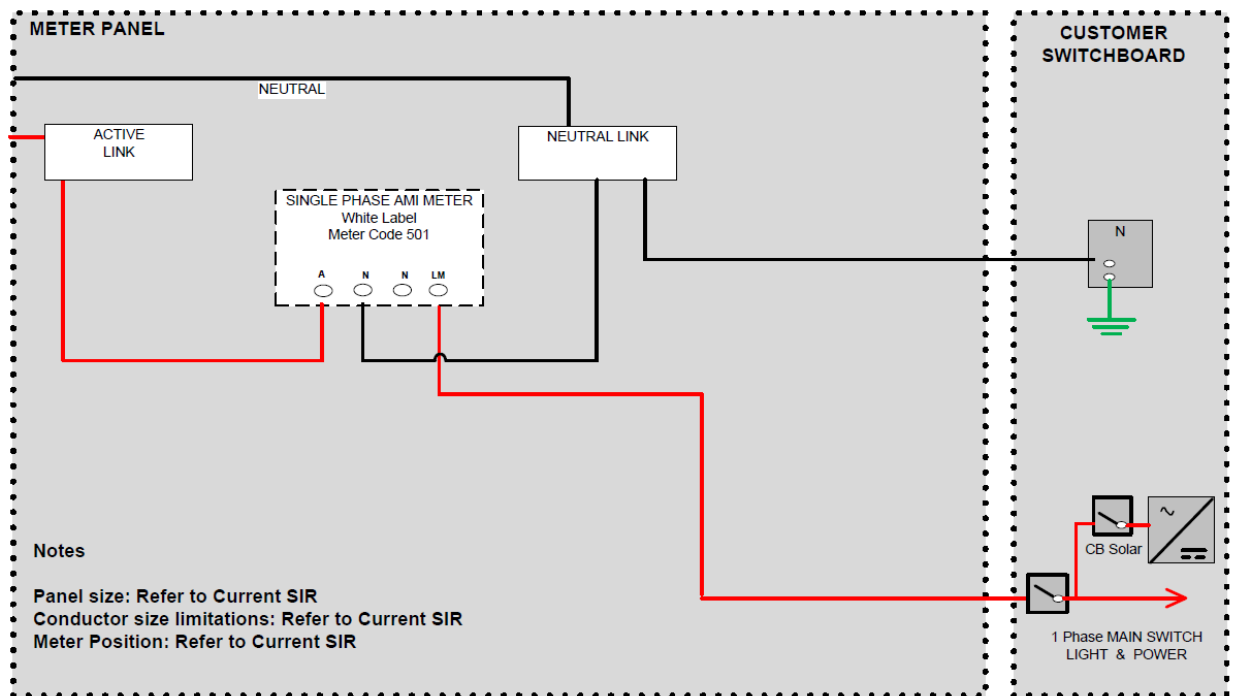 METER PANEL
CUSTOMER
SWITCHBOARD
NEUTRAL
ACTIVE
LINK
NEUTRAL LINK
SINGLE PHASE AMI METER
White Label
Meter Code 501
A N N LM
N
CB Solar
Notes
Panel size: Refer to Current SIR
Conductor size limitations: Refer to Current SIR
Meter Position: Refer to Current SIR
1 Phase MAIN SWITCH
LIGHT & POWER